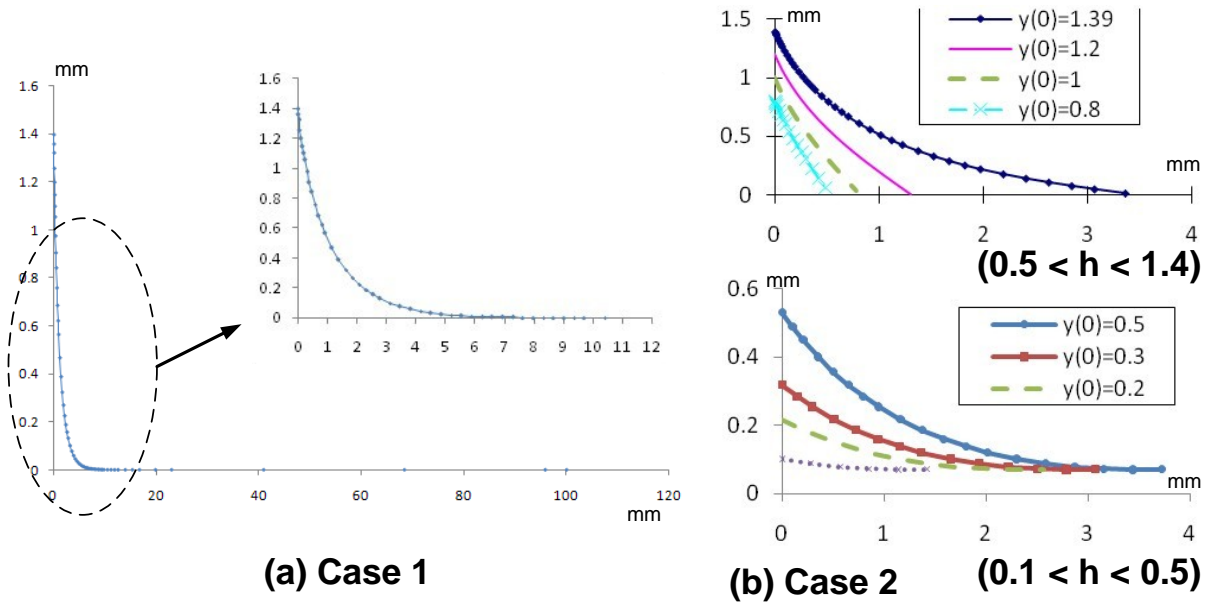 mm
1.6
1.4
1.2
1
0.8
0.6
0.4
0.2
0
0 20 40 60 80 100 120
mm
1.6
1.4
1.2
1
0.8
0.6
0.4
0.2
0
0 1 2 3 4 5 6 7 8 9 10 11 12
(a) Case 1
mm
1.5
1
0.5
0
0 1 2 3 4
mm
y(0)=1.39
y(0)=1.2
y(0)=1
y(0)=0.8
(0.5 < h < 1.4)
mm
0.6
0.4
0.2
0
0 1 2 3 4
mm
y(0)=0.5
y(0)=0.3
y(0)=0.2
(b) Case 2
(0.1 < h < 0.5)